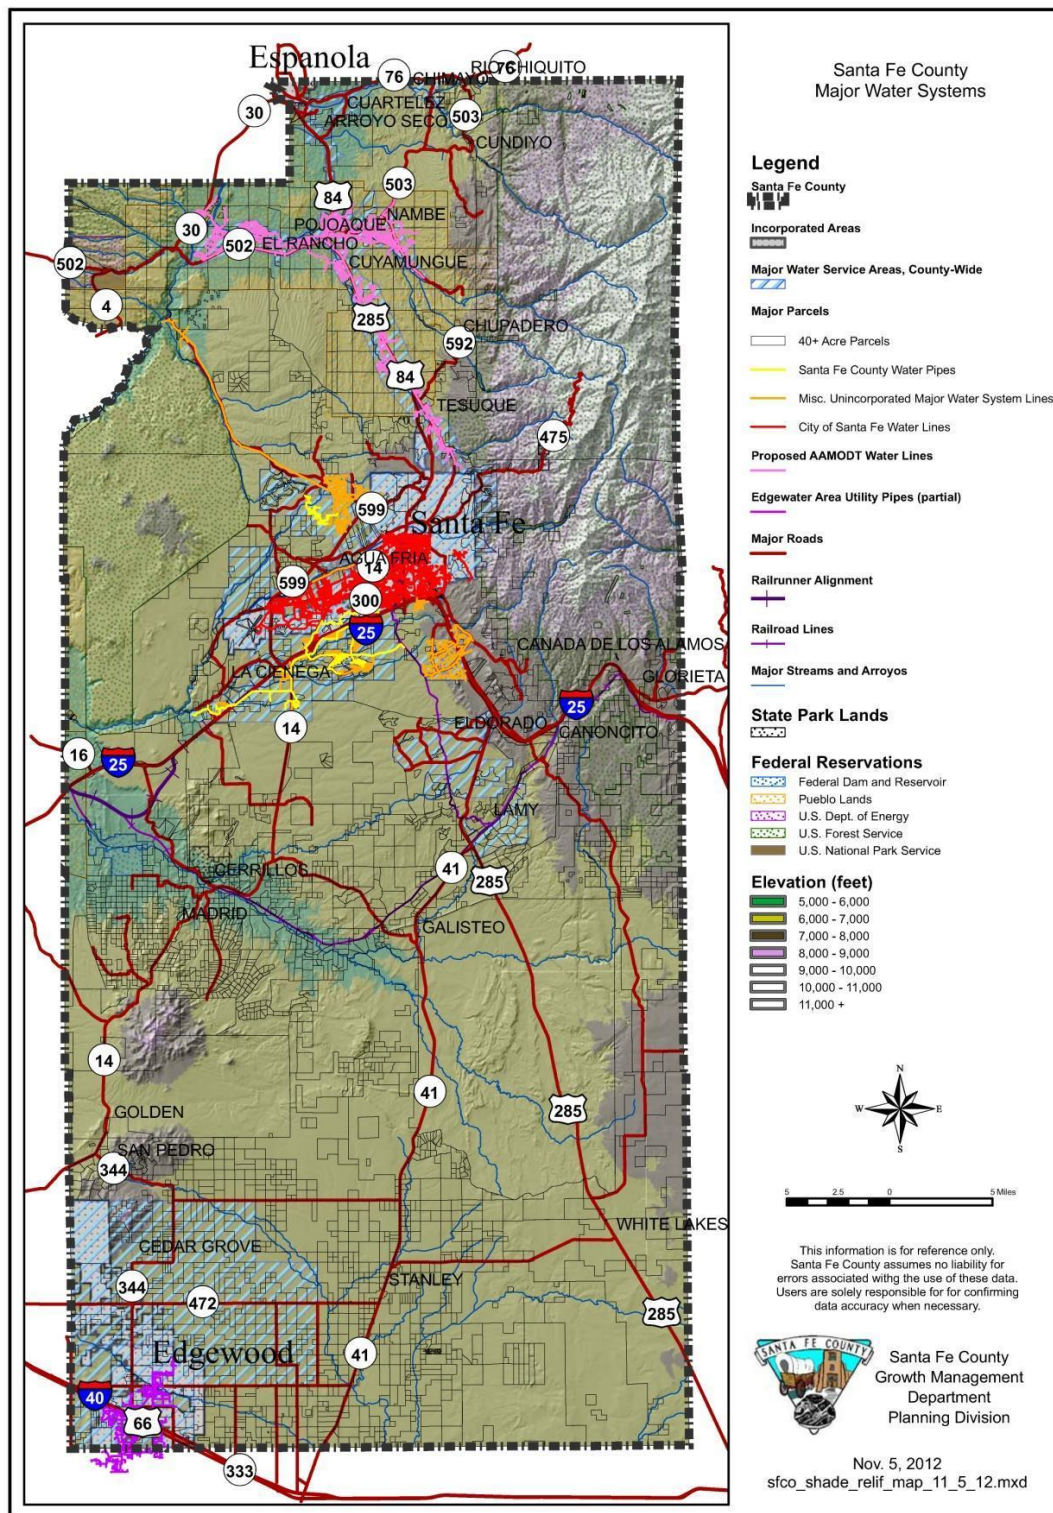 Espanola
RIO CHIQUITO
76
76
CHIMAYO
CUARTELEZ
ARROYO SECO
30
503
CUNDIYO
503
84
NAMBE
30
POJOAQUE
502
EL RANCHO
502
CUYAMUNGUE
4
285
CHUPADERO
592
84
TESUQUE
475
599
Santa Fe
AGUA FRIA
14
599
300
25
CANADA DE LOS ALAMOS
LA CIENEGA
GLORIETA
25
ELDORADO
14
CANONCITO
16
25
LAMY
CERRILLOS
41
285
MADRID
GALISTEO
14
41
285
GOLDEN
SAN PEDRO
344
WHITE LAKES
CEDAR GROVE
STANLEY
344
472
285
Edgewood
41
40
66
333
Santa Fe County
Major Water Systems
Legend
Santa Fe County
Incorporated Areas
Major Water Service Areas, County-Wide
Major Parcels
40+ Acre Parcels
Santa Fe County Water Pipes
Misc. Unincorporated Major Water System Lines
City of Santa Fe Water Lines
Proposed AAMODT Water Lines
Edgewater Area Utility Pipes (partial)
Major Roads
Railrunner Alignment
Railroad Lines
Major Streams and Arroyos
State Park Lands
Federal Reservations
Federal Dam and Reservoir
Pueblo Lands
U.S. Dept. of Energy
U.S. Forest Service
U.S. National Park Service
Elevation (feet)
5,000 - 6,000
6,000 - 7,000
7,000 - 8,000
8,000 - 9,000
9,000 - 10,000
10,000 - 11,000
11,000 +
N
W E
S
5 2.5 0 5 Miles
This information is for reference only.
Santa Fe County assumes no liability for
errors associated withg the use of these data.
Users are solely responsible for for confirming
data accuracy when necessary.
SANTA FE COUNTY
Santa Fe County
Growth Management
Department
Planning Division
Nov. 5, 2012
sfco_shade_relif_map_11_5_12.mxd